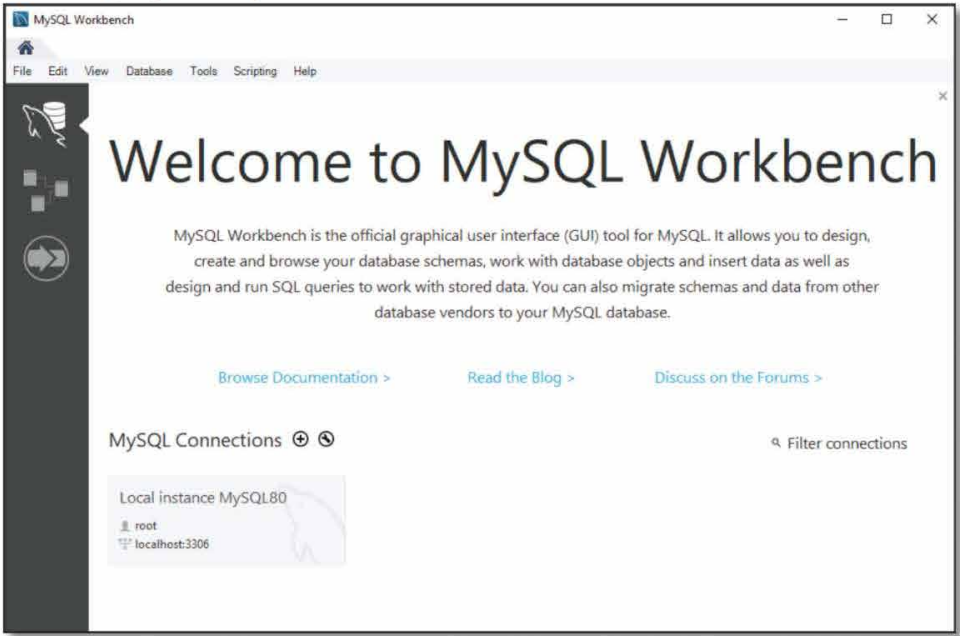 MySQL Workbench
File Edit View Database Tools Scripting Help
Welcome to MySQL Workbench
MySQL Workbench is the official graphical user interface (GUI) tool for MySQL. It allows you to design,
create and browse your database schemas, work with database objects and insert data as well as
design and run SQL queries to work with stored data. You can also migrate schemas and data from other
database vendors to your MySQL database.
Browse Documentation > Read the Blog > Discuss on the Forums >
MySQL Connections Filter connections
Local instance MySQL80
root
localhost:3306